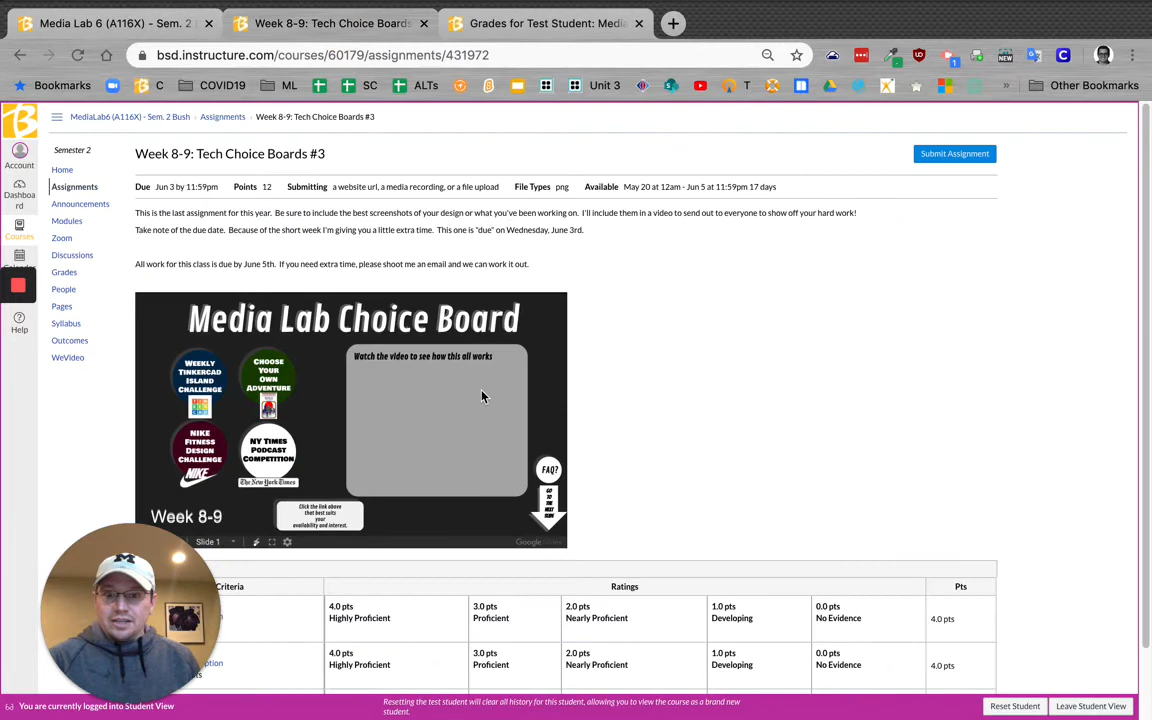 Media Lab 6 (A116X) - Sem. 2
Week 8-9: Tech Choice Boards
Grades for Test Student: Medi
bsd.instructure.com/courses/60179/assignments/431972
Bookmarks C COVID19 ML SC ALTs Unit 3 T Other Bookmarks
MediaLab6 (A116X) - Sem. 2 Bush > Assignments > Week 8-9: Tech Choice Boards #3
Account
Dashboa
rd
Courses
Help
Semester 2
Home
Assignments
Announcements
Modules
Zoom
Discussions
Grades
People
Pages
Syllabus
Outcomes
WeVideo
Week 8-9: Tech Choice Boards #3
Submit Assignment
Due Jun 3 by 11:59pm Points 12 Submitting a website url, a media recording, or a file upload File Types png Available May 20 at 12am - Jun 5 at 11:59pm 17 days
This is the last assignment for this year. Be sure to include the best screenshots of your design or what you've been working on. I'll include them in a video to send out to everyone to show off your hard work!
Take note of the due date. Because of the short week I'm giving you a little extra time. This one is "due" on Wednesday, June 3rd.
All work for this class is due by June 5th. If you need extra time, please shoot me an email and we can work it out.
Media Lab Choice Board
WEEKLY
TINKERCAD
ISLAND
CHALLENGE
CHOOSE
YOUR
OWN
ADVENTURE
NIKE
FITNESS
DESIGN
CHALLENGE
NIKE
NY TIMES
PODCAST
COMPETITION
The New York Times
Watch the video to see how this all works
FAQ?
GO
TO
THE
NEXT
SLIDE
Week 8-9
Click the link above
that best suits
your
availability and interest.
Slide 1
Google Slides
Criteria Ratings Pts
4.0 pts 3.0 pts 2.0 pts 1.0 pts 0.0 pts
Highly Proficient Proficient Nearly Proficient Developing No Evidence
4.0 pts
4.0 pts 3.0 pts 2.0 pts 1.0 pts 0.0 pts
Highly Proficient Proficient Nearly Proficient Developing No Evidence
4.0 pts
You are currently logged into Student View
Resetting the test student will clear all history for this student, allowing you to view the course as a brand new
student.
Reset Student
Leave Student View